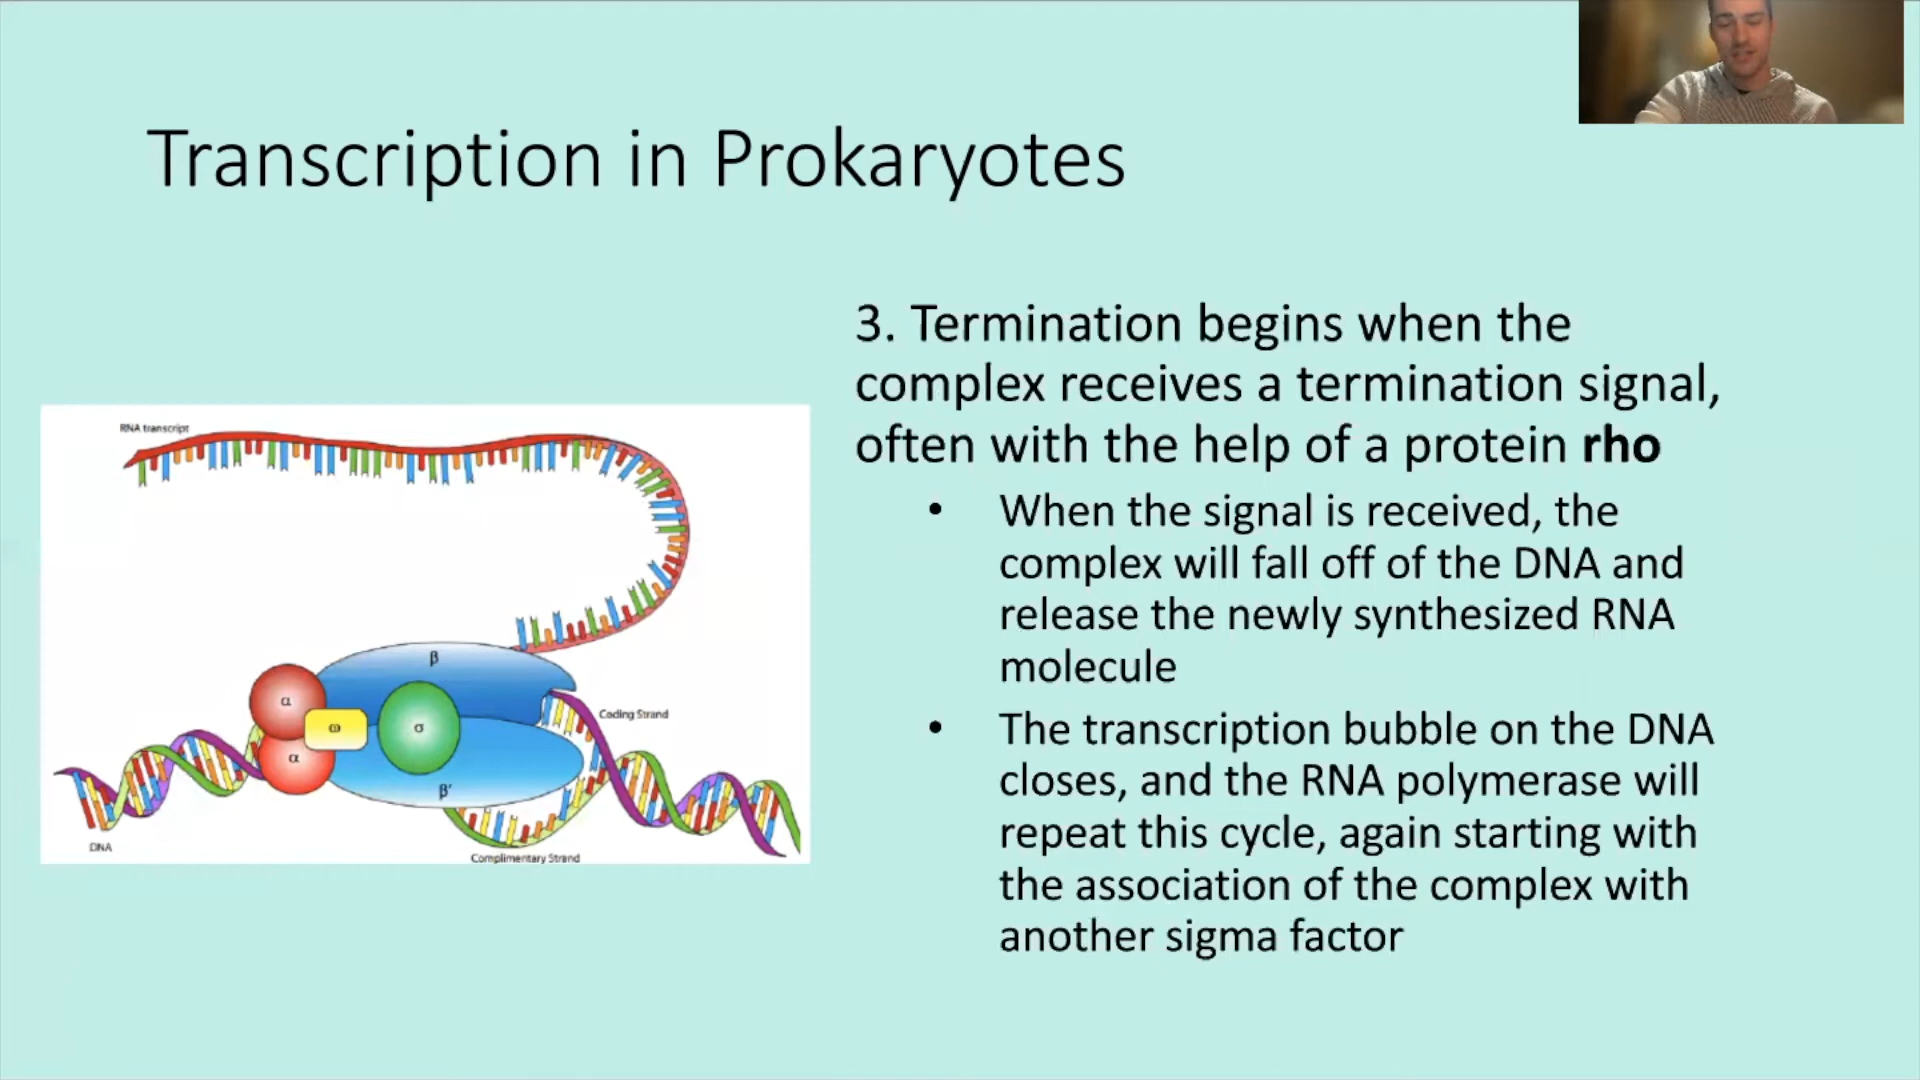 Transcription in Prokaryotes
3. Termination begins when the
complex receives a termination signal,
often with the help of a protein rho
• When the signal is received, the
complex will fall off of the DNA and
release the newly synthesized RNA
molecule
• The transcription bubble on the DNA
closes, and the RNA polymerase will
repeat this cycle, again starting with
the association of the complex with
another sigma factor
RNA transcript
β
α
ω
σ
α
β'
Coding Strand
DNA
Complimentary Strand